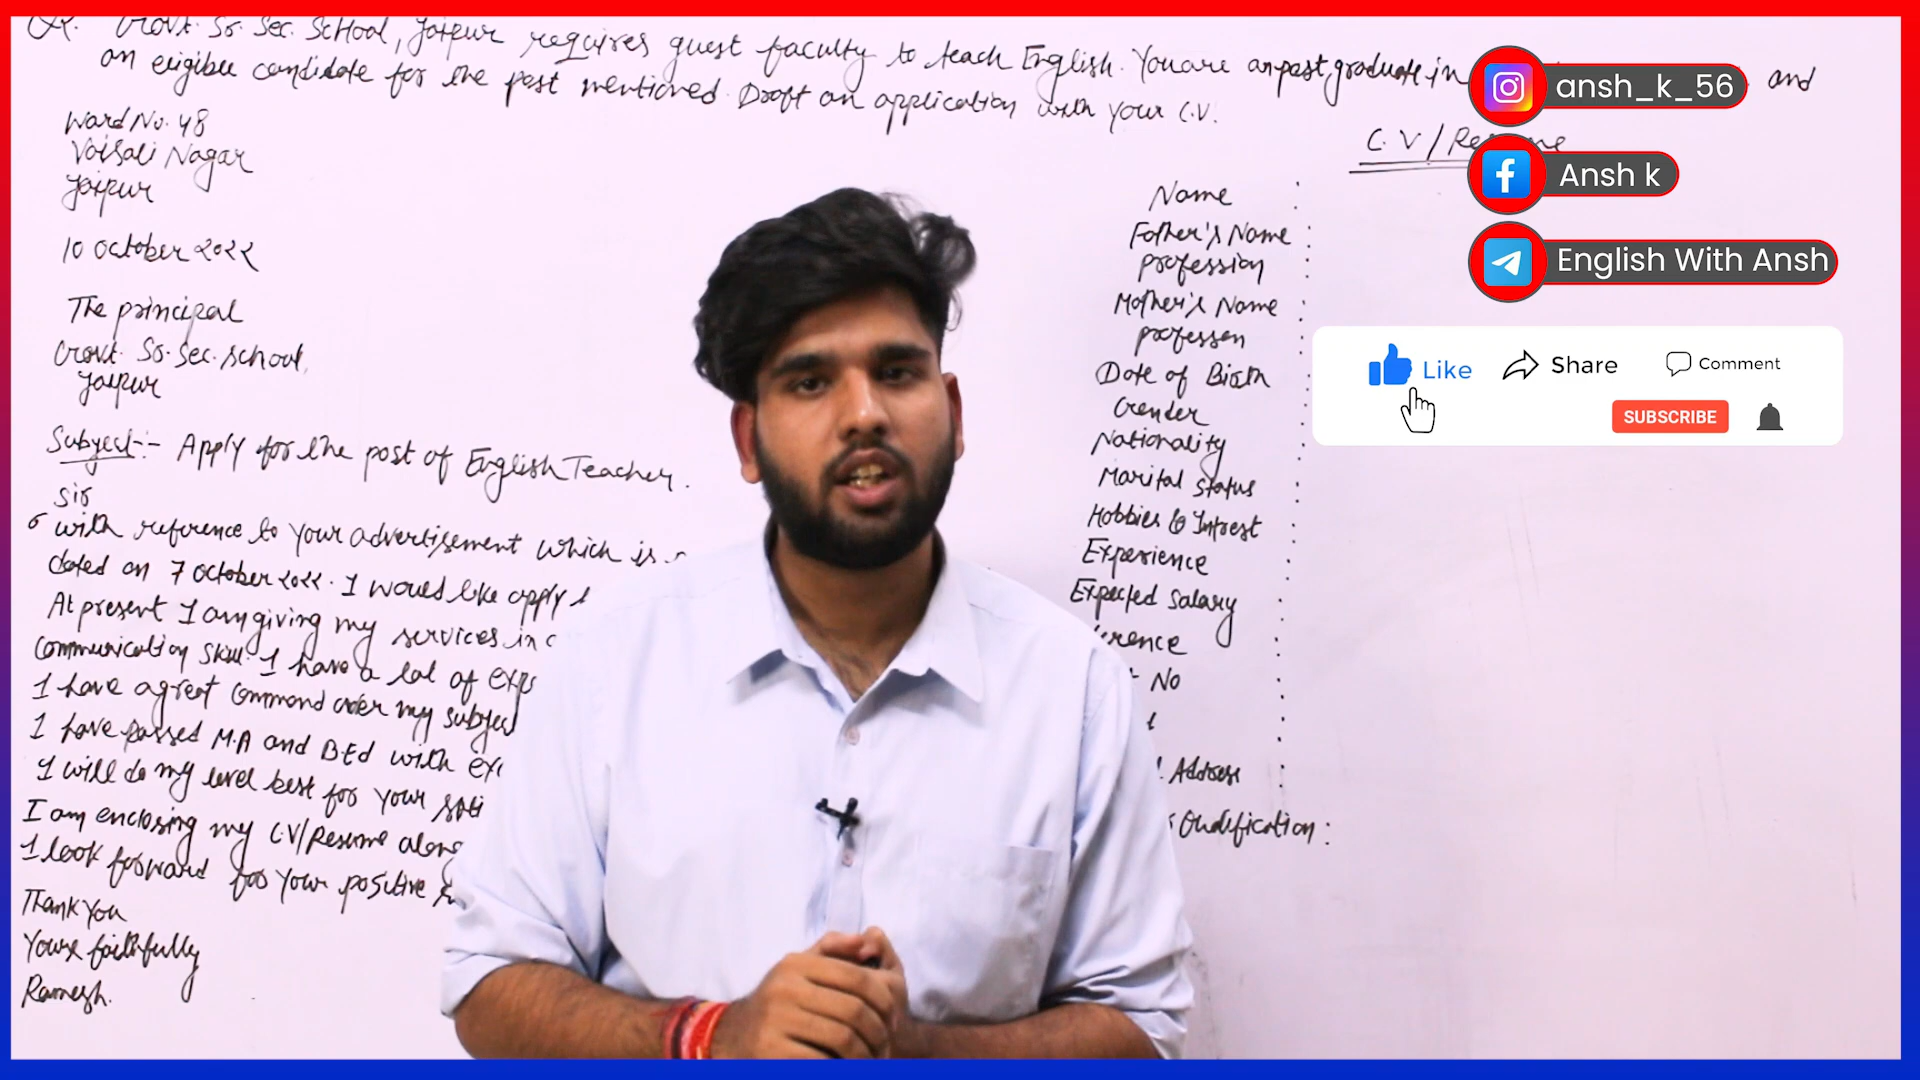 Q1. Govt. Sr. Sec. School, Jaipur requires guest faculty to teach English. You are an post graduate in
and
an eligible candidate for the post mentioned. Draft an application with your C.V.
Ward No. 48
Vaisali Nagar
Jaipur
10 October 2022
The principal
Govt. Sr. Sec. school,
Jaipur
Subject:- Apply for the post of English Teacher.
Sir
with reference to your advertisement which is
dated on 7 October 2022. I would like apply
At present I am giving my services in
Communication skill. I have a lot of
I have a great command over my
I have passed M.A and B.Ed with
I will do my level best for your
I am enclosing my C.V/Resume
I look forward for your positive
Thank You
Yours faithfully
Ramesh.
C.V/
Name :
Father's Name :
profession
Mother's Name :
professon
Date of Birth :
Gender
Nationality :
Marital Status :
Hobbies & Intrest :
Experience :
Expected Salary :
No :
Address :
Qualification :
ansh_k_56
Ansh k
English With Ansh
Like
Share
Comment
SUBSCRIBE